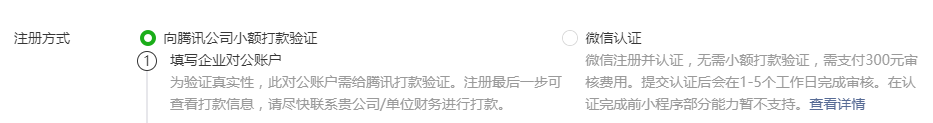 注册方式
向腾讯公司小额打款验证
1 填写企业对公账户
为验证真实性，此对公账户需给腾讯打款验证。注册最后一步可
查看打款信息，请尽快联系贵公司/单位财务进行打款。
微信认证
微信注册并认证，无需小额打款验证，需支付300元审
核费用。提交认证后会在1-5个工作日完成审核。在认
证完成前小程序部分能力暂不支持。查看详情